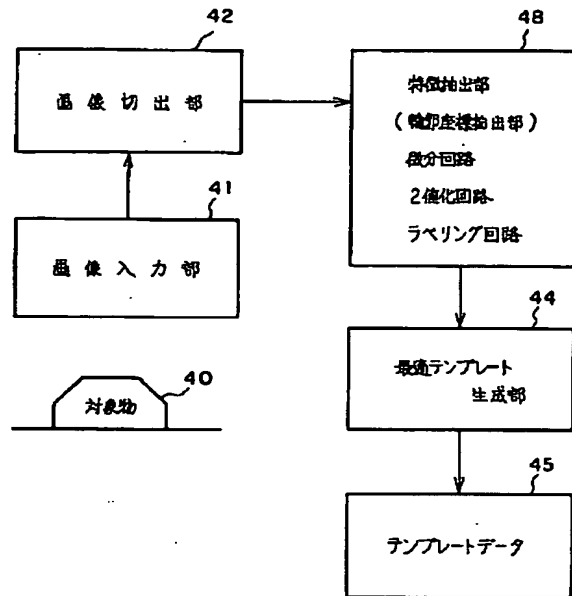 42
画像切出部
48
特徴抽出部
(輪郭座標抽出部)
微分回路
2値化回路
ラベリング回路
41
画像入力部
44
最適テンプレート
生成部
40
対象物
45
テンプレートデータ